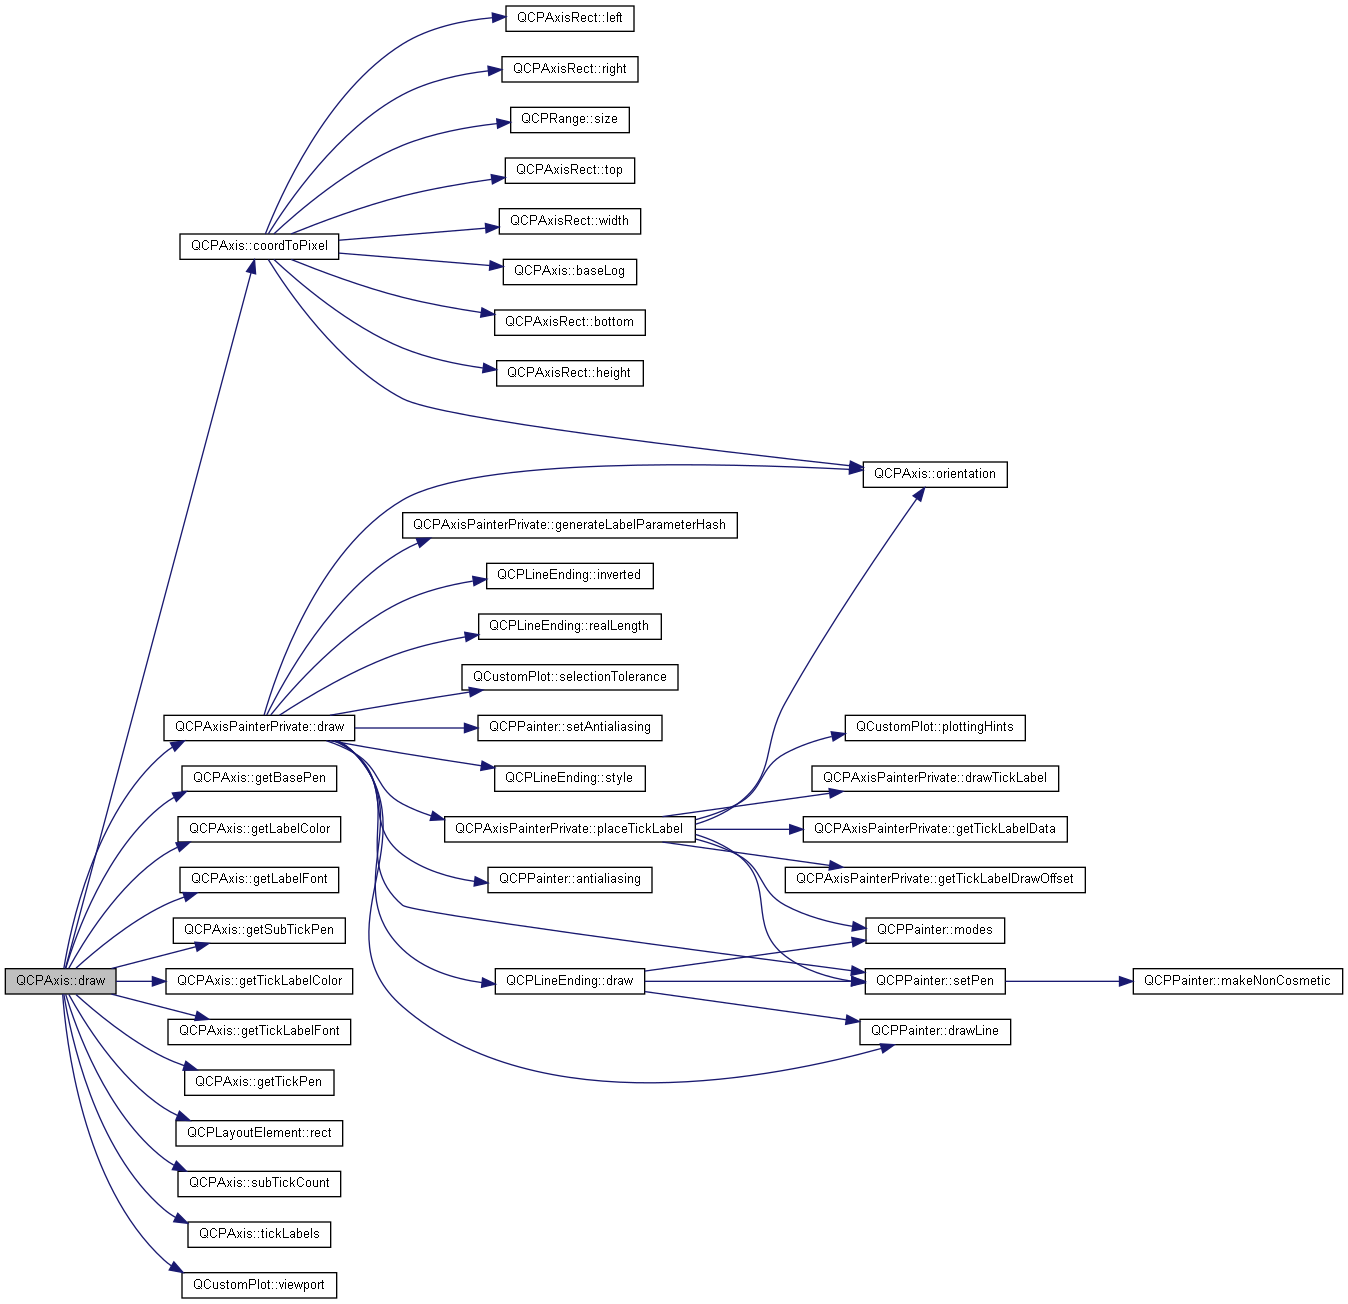 QCPAxisRect::left
QCPAxisRect::right
QCPRange::size
QCPAxisRect::top
QCPAxisRect::width
QCPAxis::coordToPixel
QCPAxis::baseLog
QCPAxisRect::bottom
QCPAxisRect::height
QCPAxis::orientation
QCPAxisPainterPrivate::generateLabelParameterHash
QCPLineEnding::inverted
QCPLineEnding::realLength
QCustomPlot::selectionTolerance
QCPAxisPainterPrivate::draw
QCPPainter::setAntialiasing
QCustomPlot::plottingHints
QCPAxis::getBasePen
QCPLineEnding::style
QCPAxisPainterPrivate::drawTickLabel
QCPAxis::getLabelColor
QCPAxisPainterPrivate::placeTickLabel
QCPAxisPainterPrivate::getTickLabelData
QCPAxis::getLabelFont
QCPPainter::antialiasing
QCPAxisPainterPrivate::getTickLabelDrawOffset
QCPAxis::getSubTickPen
QCPPainter::modes
QCPAxis::draw
QCPAxis::getTickLabelColor
QCPLineEnding::draw
QCPPainter::setPen
QCPPainter::makeNonCosmetic
QCPAxis::getTickLabelFont
QCPPainter::drawLine
QCPAxis::getTickPen
QCPLayoutElement::rect
QCPAxis::subTickCount
QCPAxis::tickLabels
QCustomPlot::viewport